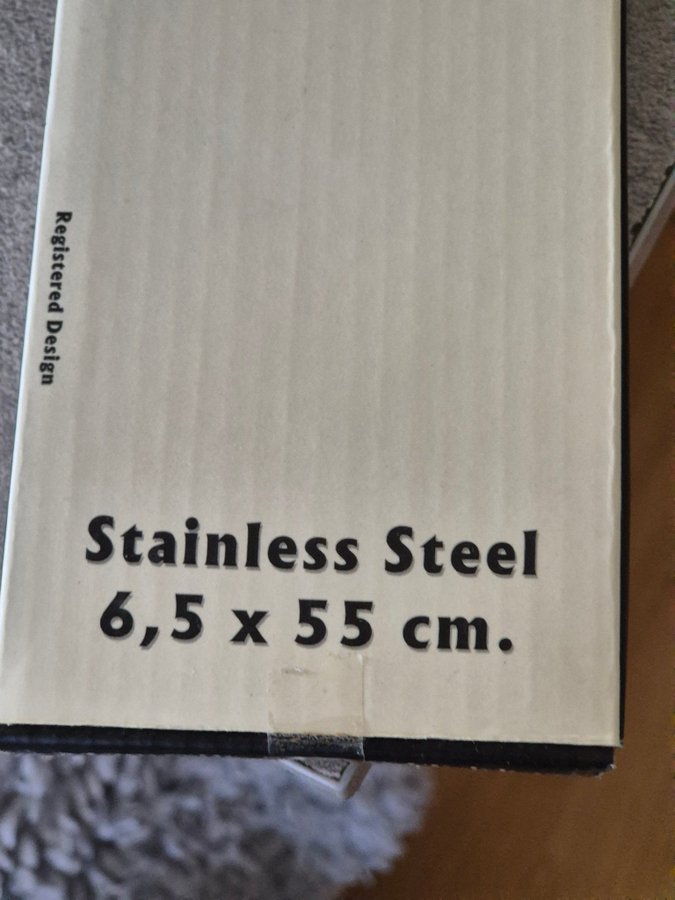 Registered Design
Stainless Steel
6,5 x 55 cm.